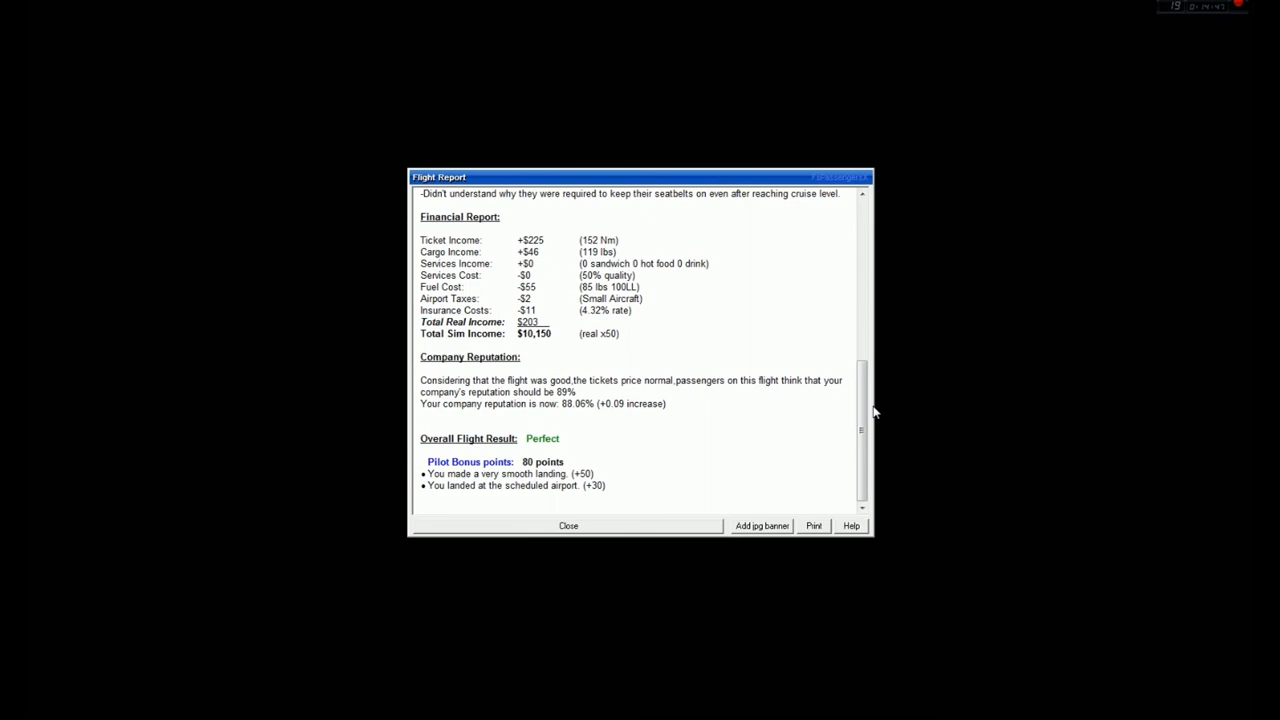 19 0:14:47
Flight Report FsPassengersX
-Didn't understand why they were required to keep their seatbelts on even after reaching cruise level.
Financial Report:
Ticket Income: +$225 (152 Nm)
Cargo Income: +$46 (119 lbs)
Services Income: +$0 (0 sandwich 0 hot food 0 drink)
Services Cost: -$0 (50% quality)
Fuel Cost: -$55 (85 lbs 100LL)
Airport Taxes: -$2 (Small Aircraft)
Insurance Costs: -$11 (4.32% rate)
Total Real Income: $203
Total Sim Income: $10,150 (real x50)
Company Reputation:
Considering that the flight was good,the tickets price normal,passengers on this flight think that your
company's reputation should be 89%
Your company reputation is now: 88.06% (+0.09 increase)
Overall Flight Result: Perfect
Pilot Bonus points: 80 points
• You made a very smooth landing. (+50)
• You landed at the scheduled airport. (+30)
Close Add jpg banner Print Help